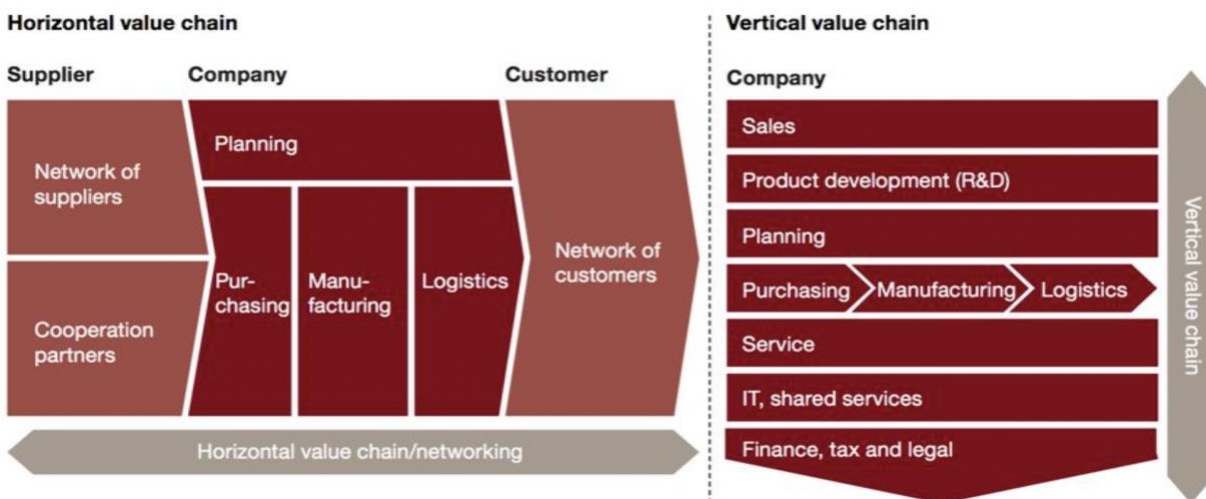 Horizontal value chain
Supplier
Company
Customer
Network of
suppliers
Cooperation
partners
Planning
Pur-
chasing
Manu-
facturing
Logistics
Network of
customers
Horizontal value chain/networking
Vertical value chain
Company
Sales
Product development (R&D)
Planning
Purchasing
Manufacturing
Logistics
Service
IT, shared services
Finance, tax and legal
Vertical value chain